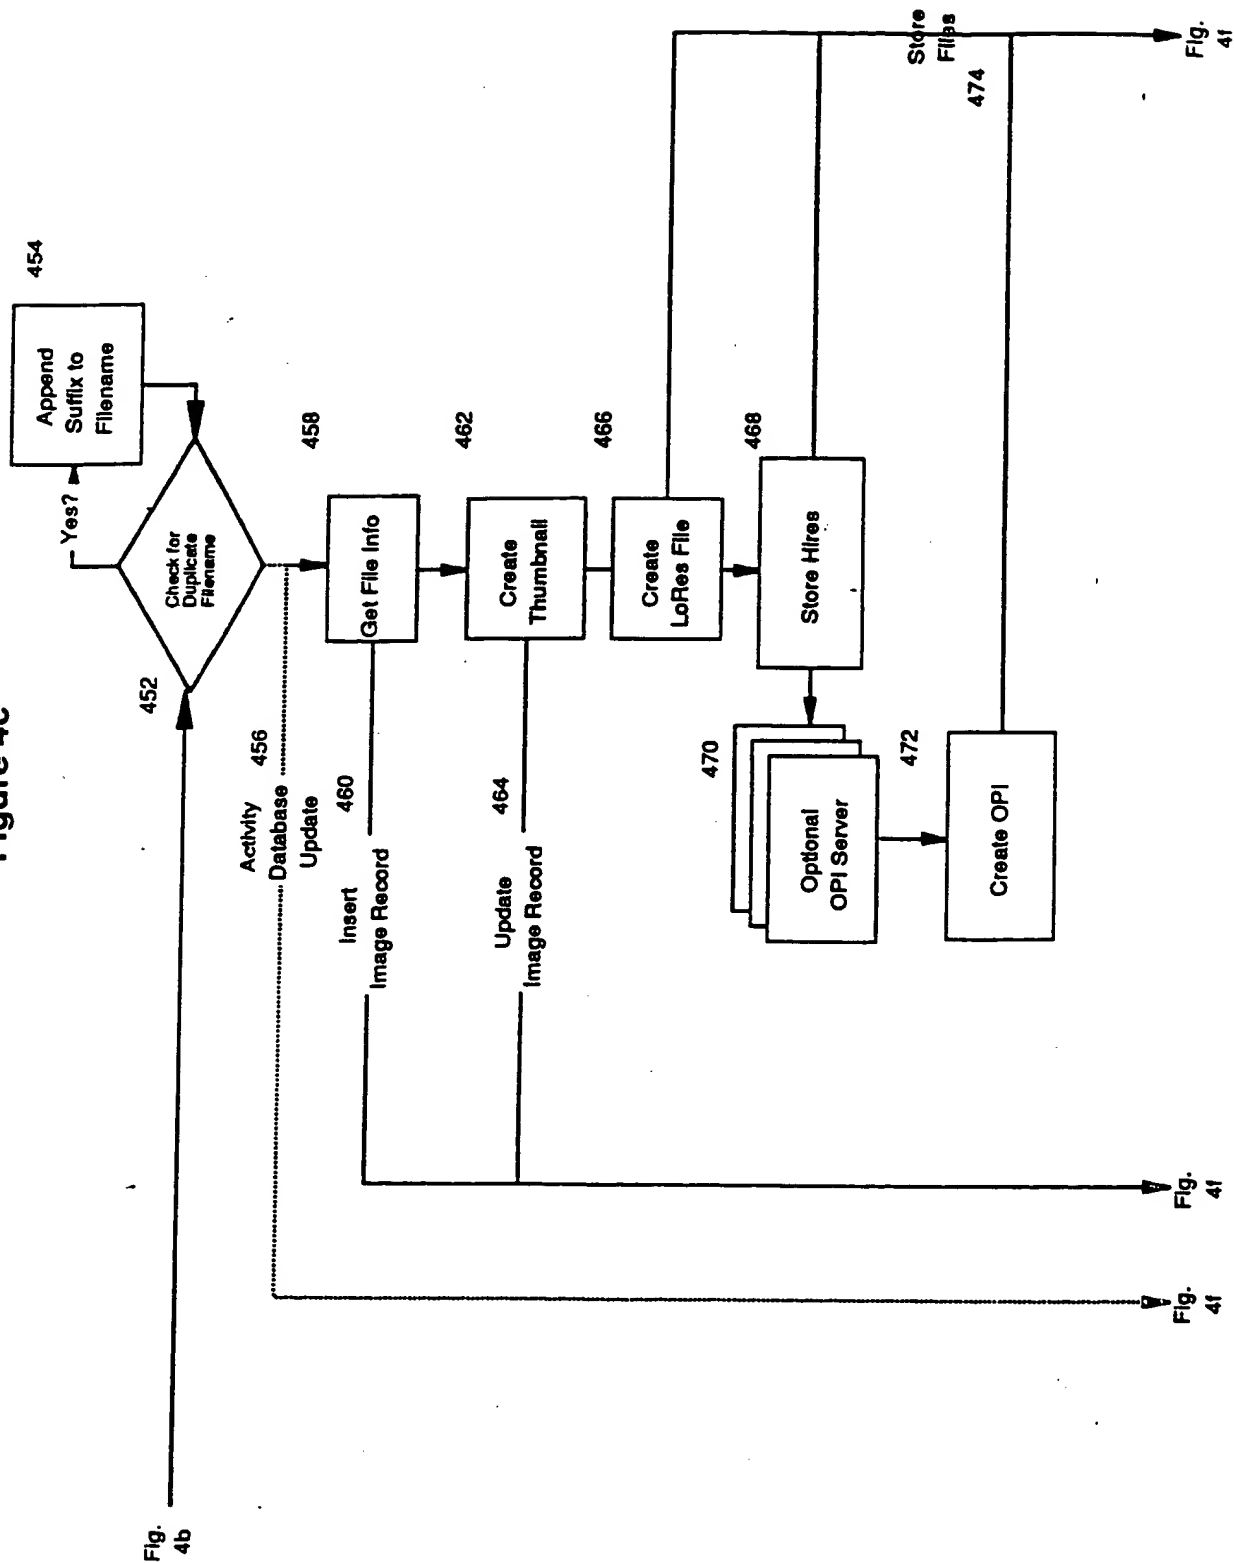 Figure 4c
Fig.
4b
452
Check for
Duplicate
Filename
Yes?
Append
Suffix to
Filename
454
Activity
Database
Update
456
458
Get File Info
Insert
Image Record
460
462
Create
Thumbnail
Update
Image Record
464
466
Create
LoRes File
468
Store Hires
470
Optional
OPI Server
472
Create OPI
Store
Files
474
Fig.
4f
Fig.
4f
Fig.
4f